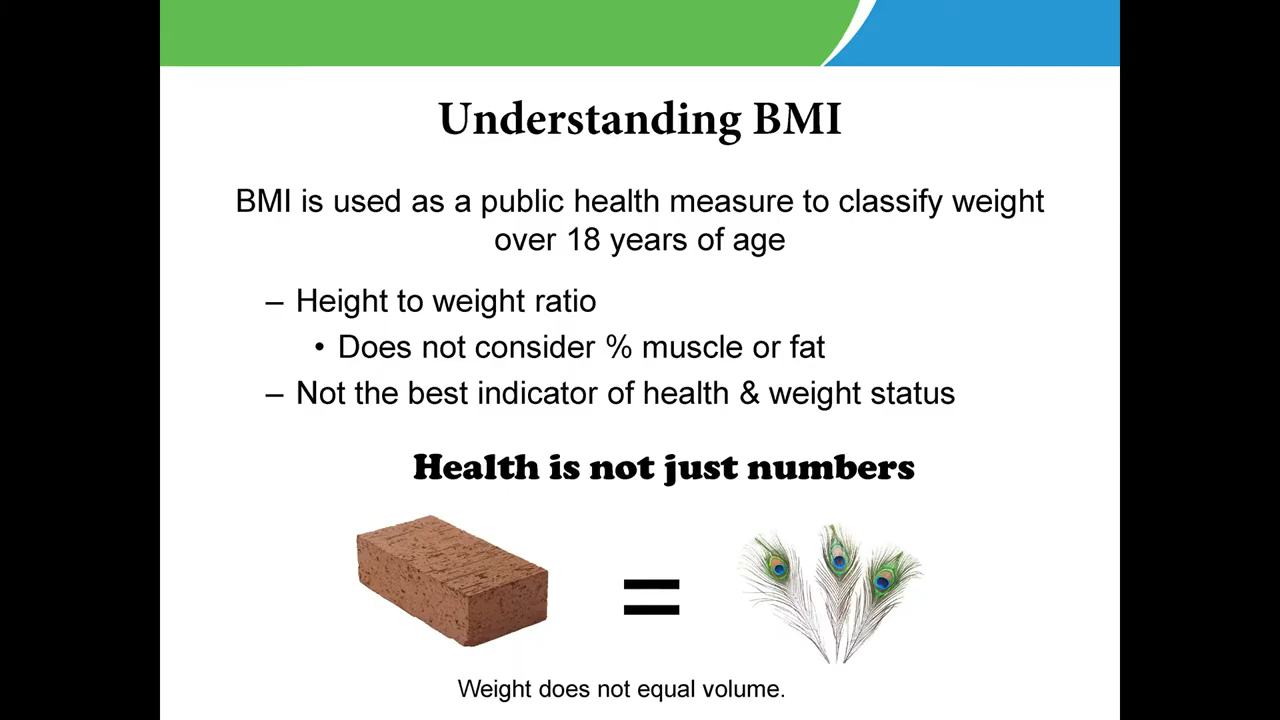 Understanding BMI
BMI is used as a public health measure to classify weight
over 18 years of age
– Height to weight ratio
• Does not consider % muscle or fat
– Not the best indicator of health & weight status
Health is not just numbers
=
Weight does not equal volume.